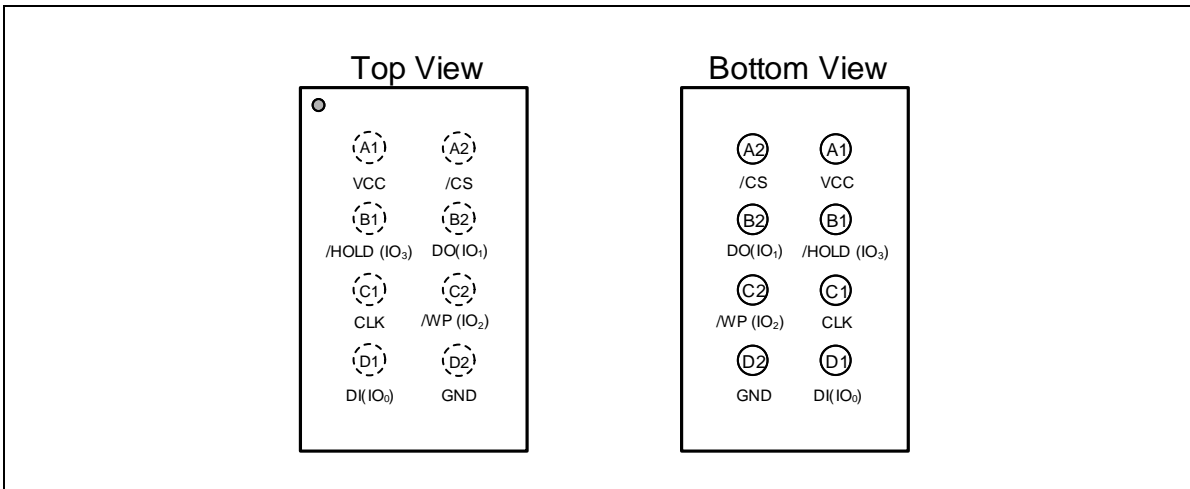 Top View Bottom View
A1 A2 A2 A1
VCC /CS /CS VCC
B1 B2 B2 B1
/HOLD (IO₃) DO(IO₁) DO(IO₁) /HOLD (IO₃)
C1 C2 C2 C1
CLK /WP (IO₂) /WP (IO₂) CLK
D1 D2 D2 D1
DI(IO₀) GND GND DI(IO₀)